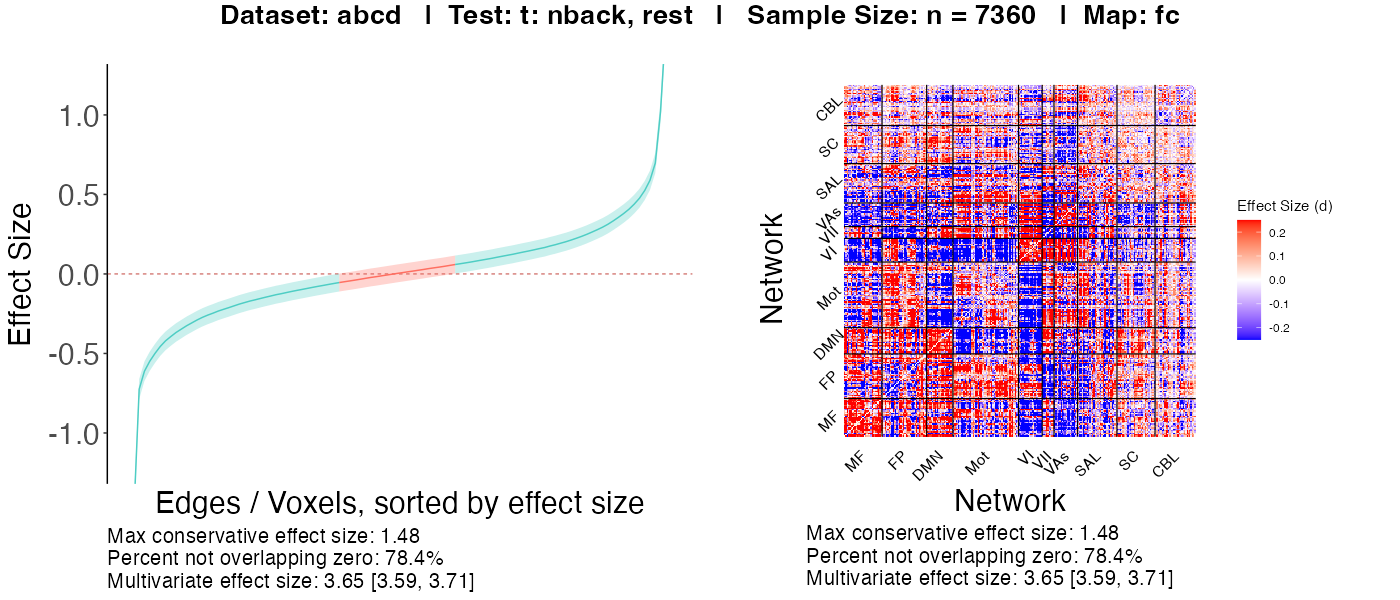 Dataset: abcd | Test: t: nback, rest | Sample Size: n = 7360 | Map: fc
Effect Size
1.0
0.5
0.0
-0.5
-1.0
Edges / Voxels, sorted by effect size
Max conservative effect size: 1.48
Percent not overlapping zero: 78.4%
Multivariate effect size: 3.65 [3.59, 3.71]
Network
CBL
SC
SAL
VAs
VII
VI
Mot
DMN
FP
MF
MF
FP
DMN
Mot
VI
VII
VAs
SAL
SC
CBL
Network
Max conservative effect size: 1.48
Percent not overlapping zero: 78.4%
Multivariate effect size: 3.65 [3.59, 3.71]
Effect Size (d)
0.2
0.1
0.0
-0.1
-0.2